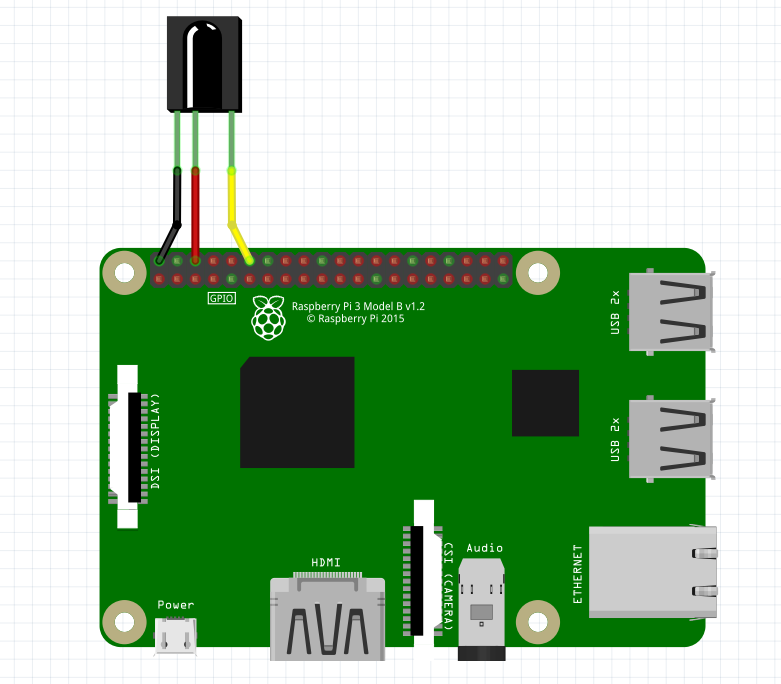 GPIO
Raspberry Pi 3 Model B v1.2
© Raspberry Pi 2015
USB 2x
DSI (DISPLAY)
USB 2x
Audio
CSI (CAMERA)
ETHERNET
HDMI
Power